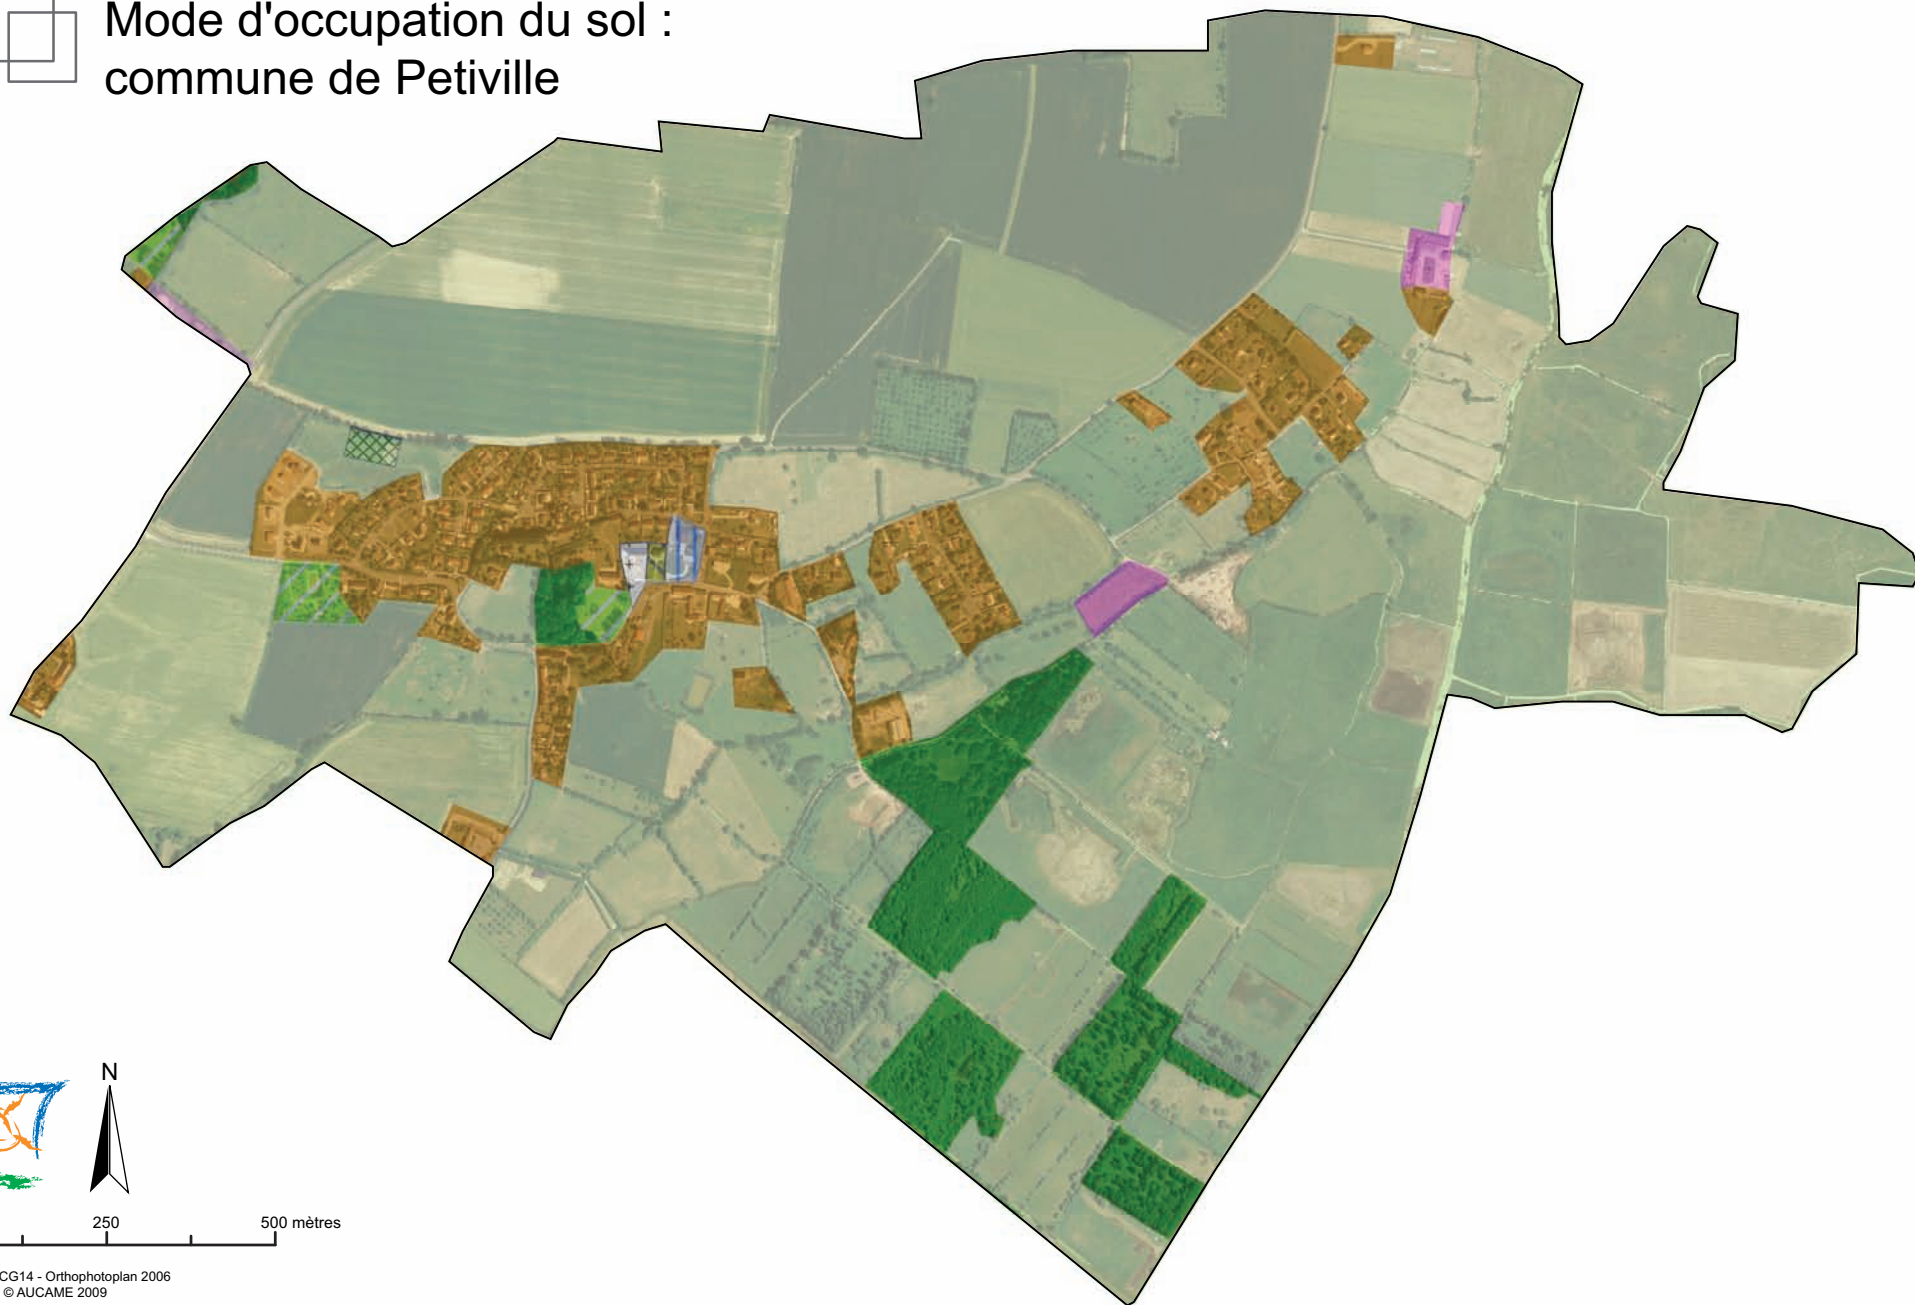 Mode d'occupation du sol :
commune de Petiville
N
250
500 mètres
CG14 - Orthophotoplan 2006
© AUCAME 2009